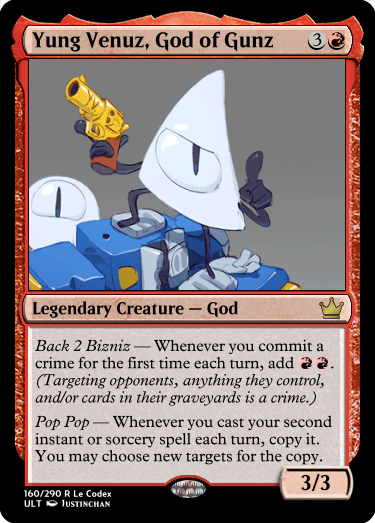 Yung Venuz, God of Gunz 3
Legendary Creature — God
Back 2 Bizniz — Whenever you commit a
crime for the first time each turn, add .
(Targeting opponents, anything they control,
and/or cards in their graveyards is a crime.)
Pop Pop — Whenever you cast your second
instant or sorcery spell each turn, copy it.
You may choose new targets for the copy.
3/3
160/290 R Le Codex
ULT JUSTINCHAN